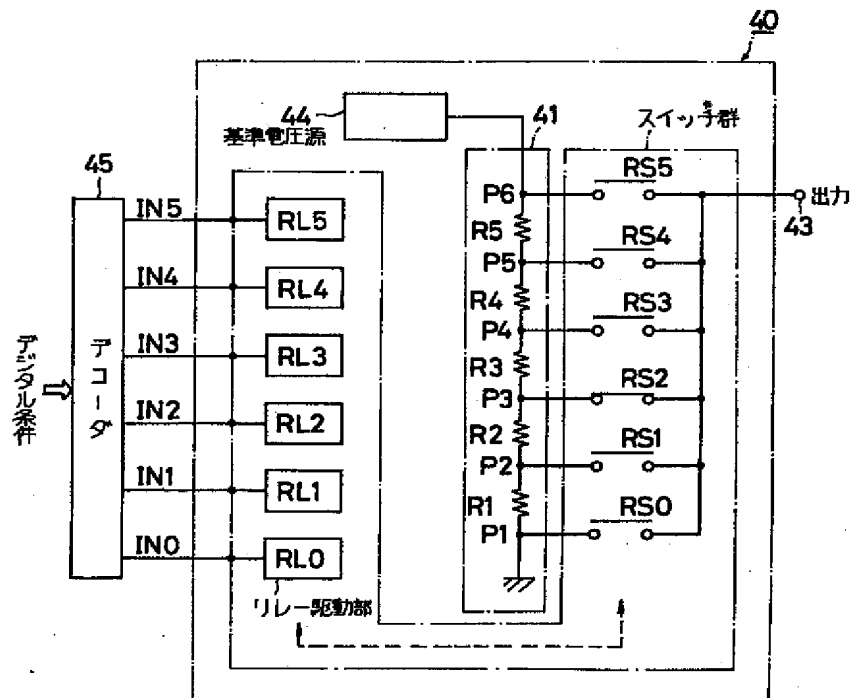 40
44
基準電圧源
41
スイッチ群
45
IN5
RL5
P6
RS5
出力
43
R5
IN4
RL4
P5
RS4
R4
IN3
RL3
P4
RS3
R3
IN2
RL2
P3
RS2
R2
IN1
RL1
P2
RS1
R1
IN0
RL0
P1
RS0
デジタル条件
デコーダ
リレー駆動部